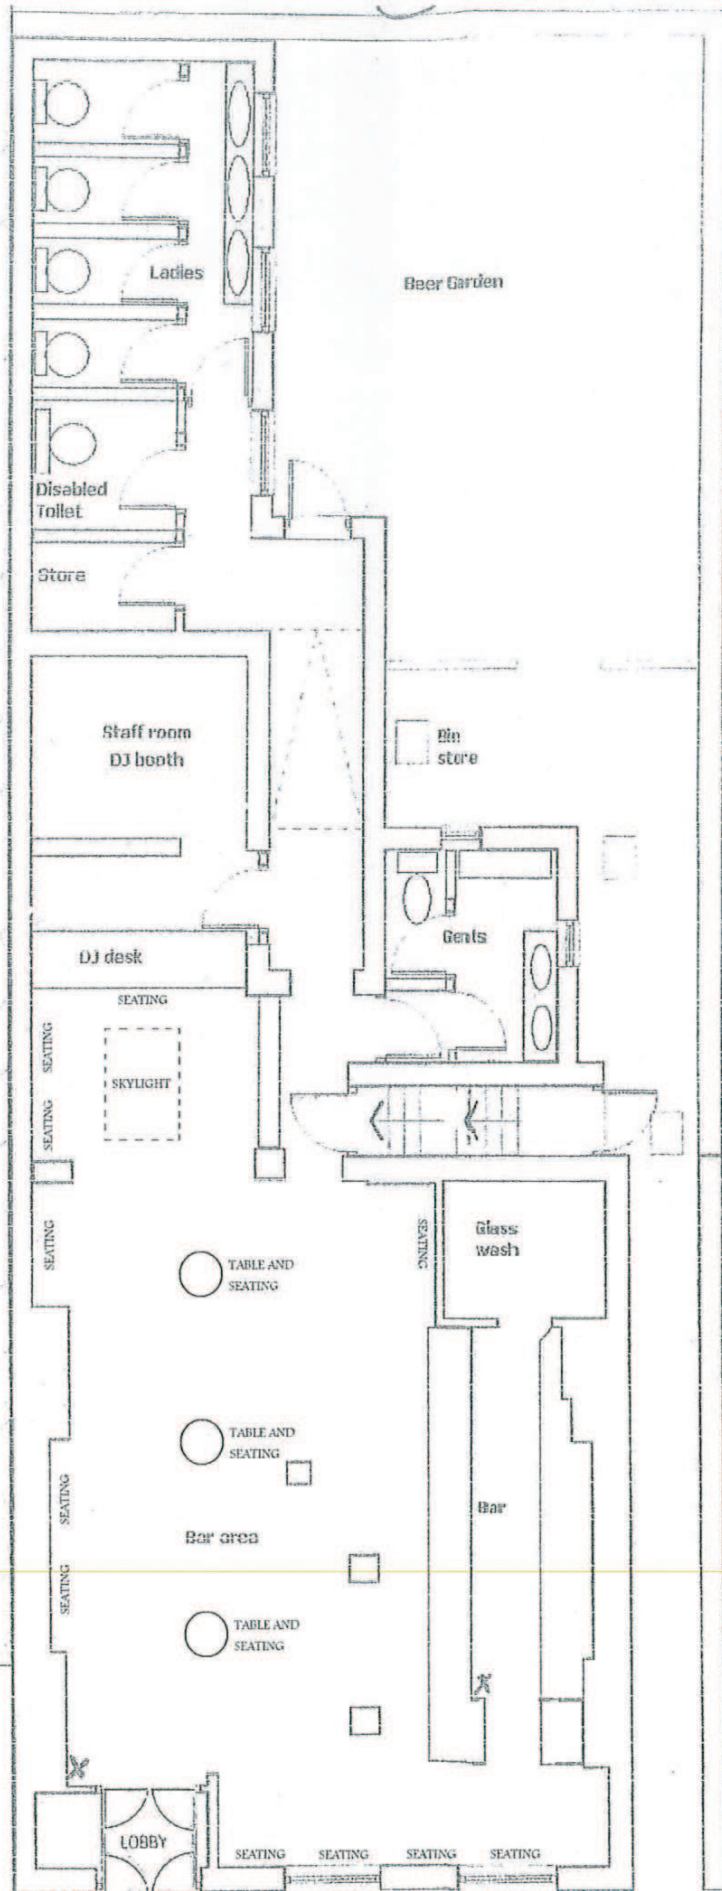 Ladies
Beer Garden
Disabled
Toilet
Store
Staff room
DJ booth
Bin
store
Gents
DJ desk
SEATING
SEATING
SKYLIGHT
SEATING
SEATING
SEATING
Glass
wash
TABLE AND
SEATING
TABLE AND
SEATING
SEATING
Bar
Bar area
SEATING
TABLE AND
SEATING
LOBBY
SEATING
SEATING
SEATING
SEATING